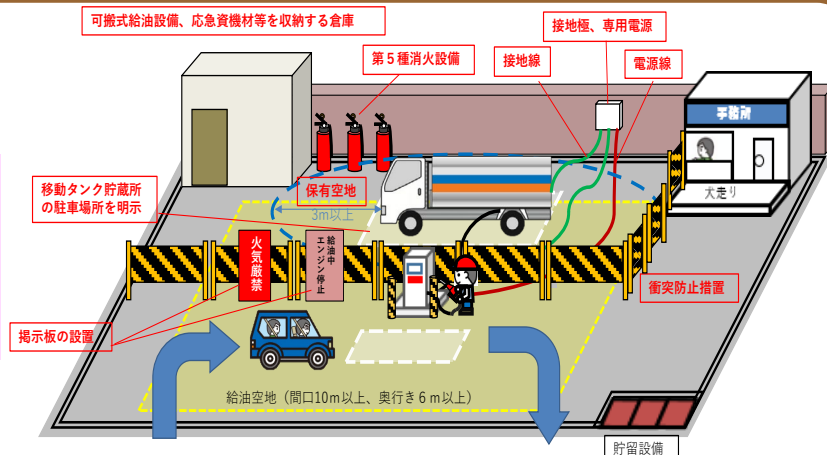 可搬式給油設備、応急資機材等を収納する倉庫
接地極、専用電源
第５種消火設備
接地線
電源線
事務所
犬走り
移動タンク貯蔵所
の駐車場所を明示
保有空地
3m以上
火気厳禁
給油中
エンジン停止
衝突防止措置
掲示板の設置
給油空地（間口10ｍ以上、奥行き６ｍ以上）
貯留設備